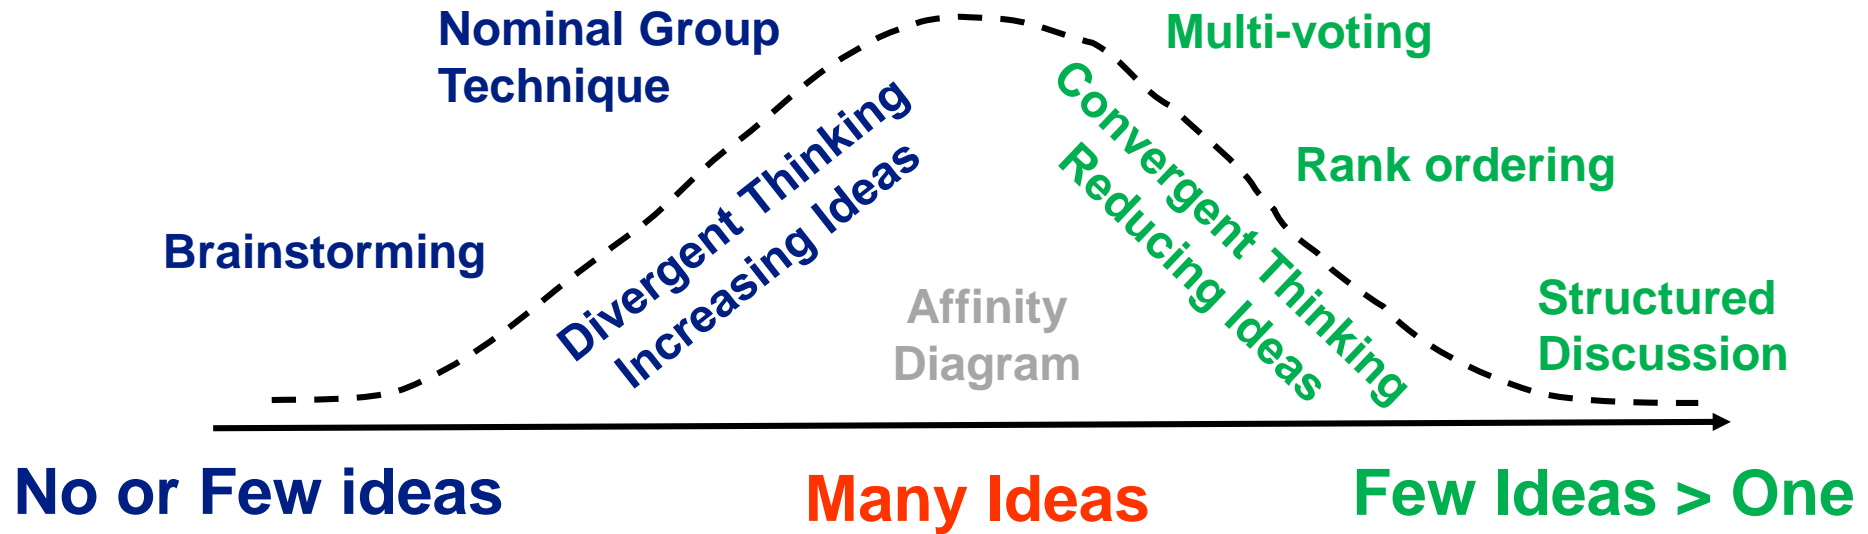 Nominal Group
Technique
Brainstorming
Divergent Thinking
Increasing Ideas
Affinity
Diagram
Multi-voting
Convergent Thinking
Reducing Ideas
Rank ordering
Structured
Discussion
No or Few ideas
Many Ideas
Few Ideas > One